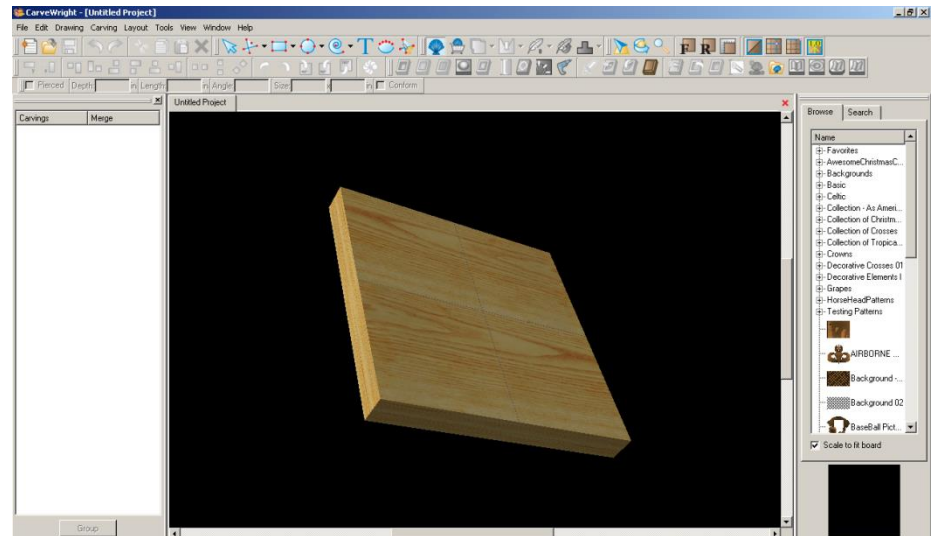 CarveWright - [Untitled Project]
File Edit Drawing Carving Layout Tools View Window Help
T F R
Pierced Depth: in Length: in Angle: Size: x in Conform
Untitled Project
Carvings Merge
Group
Browse Search
Name
Favorites
AwesomeChristmasC...
Backgrounds
Basic
Celtic
Collection - As Ameri...
Collection of Christm...
Collection of Crosses
Collection of Tropica...
Crowns
Decorative Crosses 01
Decorative Elements I
Grapes
HorseHeadPatterns
Testing Patterns
AIRBORNE ...
Background -...
Background 02
BaseBall Pict...
Scale to fit board